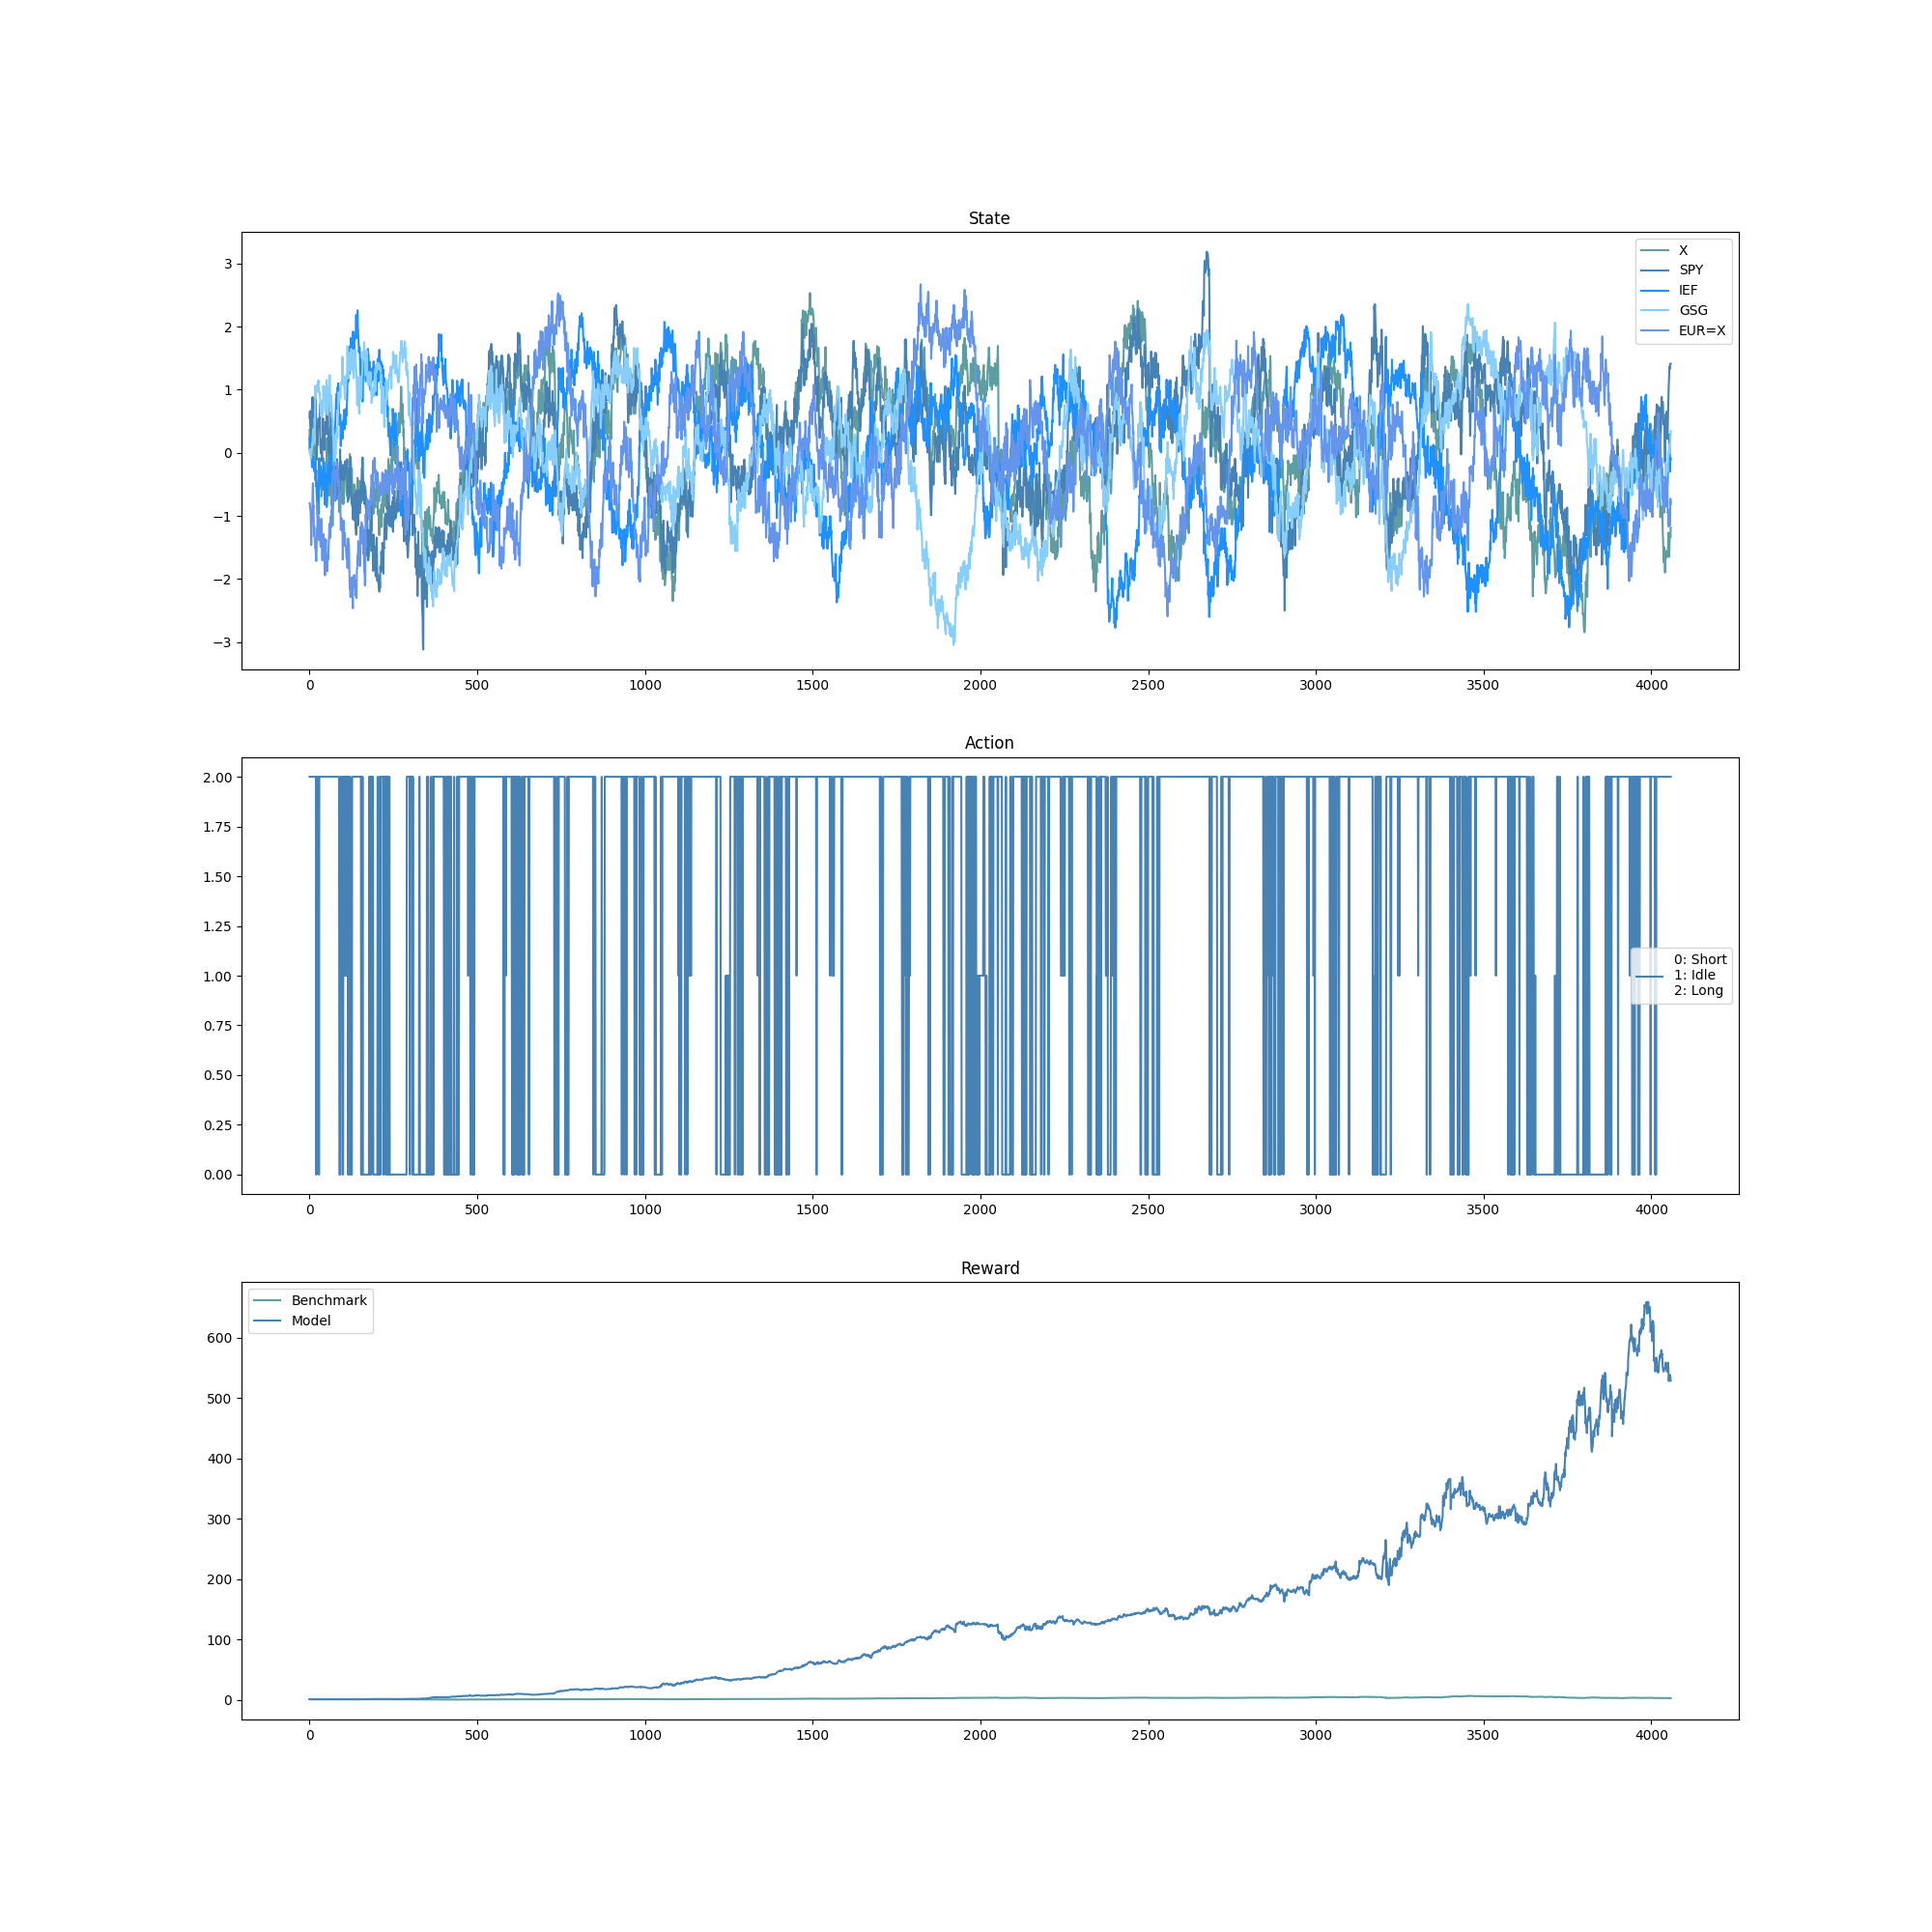 State
3
2
1
0
−1
−2
−3
X
SPY
IEF
GSG
EUR=X
0 500 1000 1500 2000 2500 3000 3500 4000
Action
2.00
1.75
1.50
1.25
1.00
0.75
0.50
0.25
0.00
0: Short
1: Idle
2: Long
0 500 1000 1500 2000 2500 3000 3500 4000
Reward
Benchmark
Model
600
500
400
300
200
100
0
0 500 1000 1500 2000 2500 3000 3500 4000